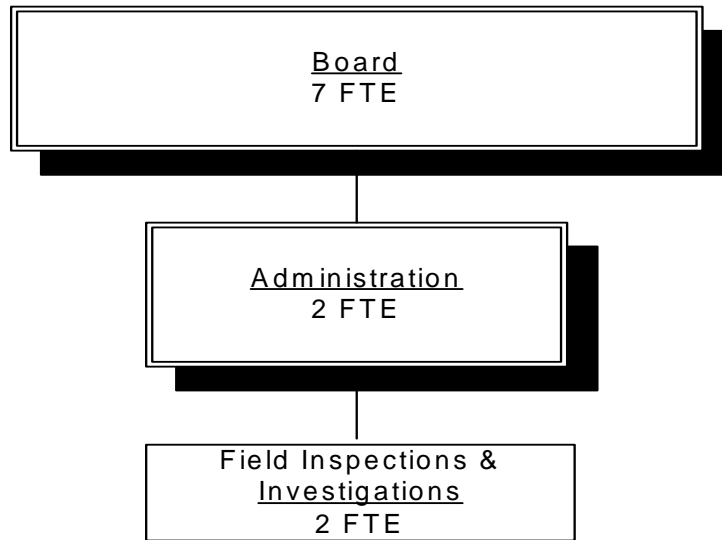 Board
7 FTE
Administration
2 FTE
Field Inspections &
Investigations
2 FTE